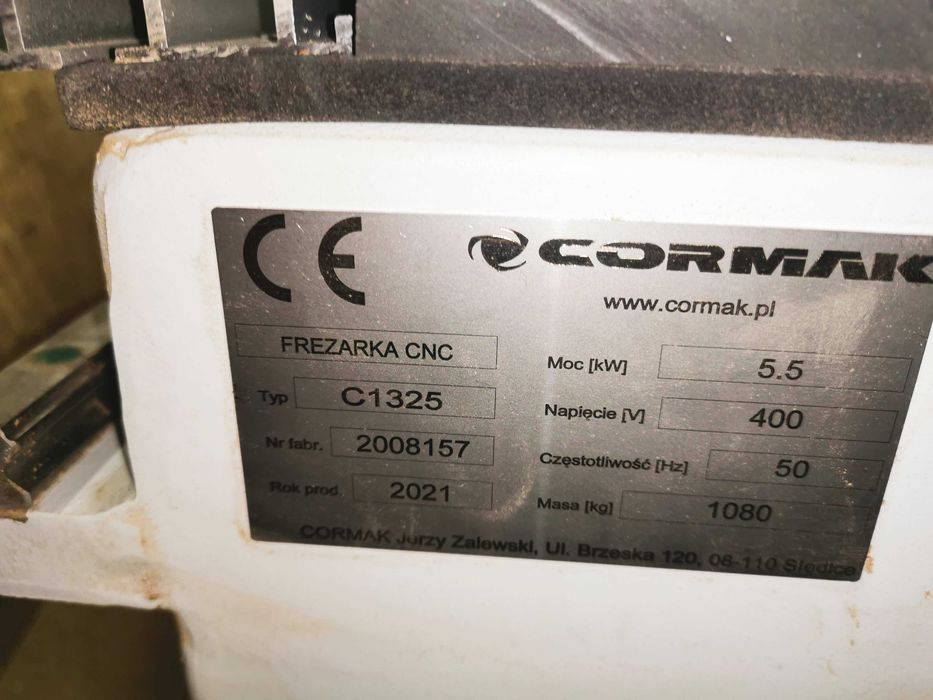 CE CORMAK
www.cormak.pl
FREZARKA CNC
Typ C1325
Nr fabr. 2008157
Rok prod. 2021
Moc [kW] 5.5
Napięcie [V] 400
Częstotliwość [Hz] 50
Masa [kg] 1080
CORMAK Jerzy Zalewski, Ul. Brzeska 120, 08-110 Siedlce